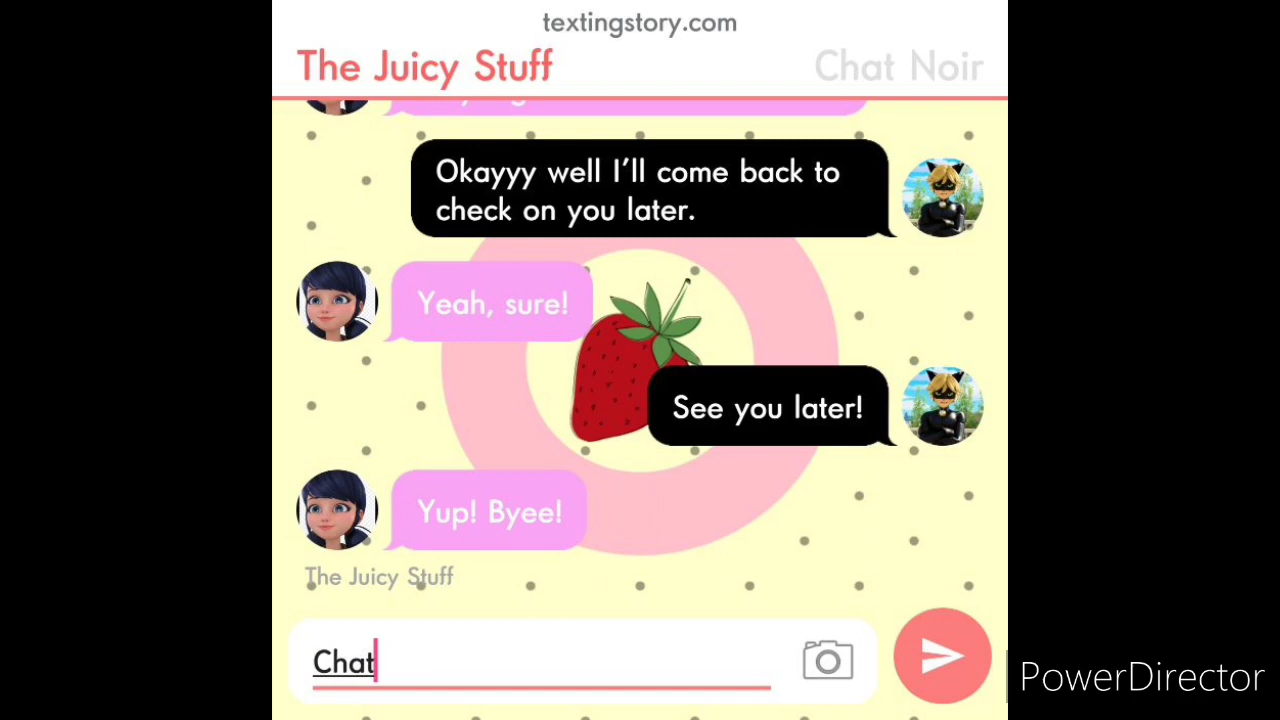 textingstory.com
The Juicy Stuff
Chat Noir
Okayyy well I'll come back to
check on you later.
Yeah, sure!
See you later!
Yup! Byee!
The Juicy Stuff
Chat
PowerDirector